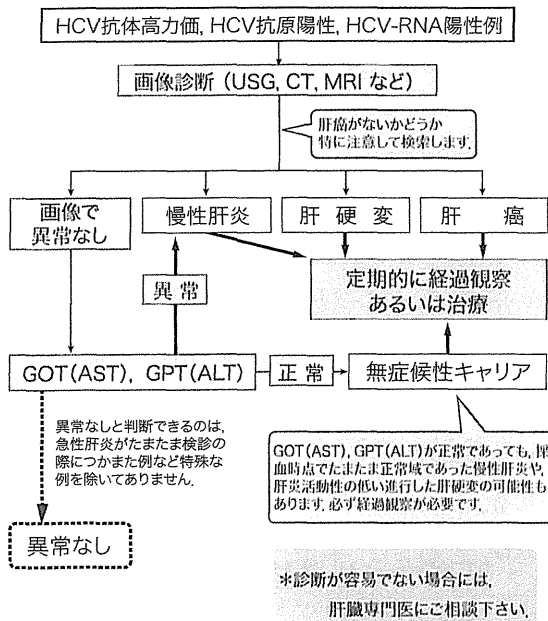 HCV抗体高力価, HCV抗原陽性, HCV-RNA陽性例
画像診断 (USG, CT, MRI など)
肝癌がないかどうか
特に注意して検索します.
画像で
異常なし
慢性肝炎
肝硬変
肝癌
異常
定期的に経過観察
あるいは治療
GOT(AST), GPT(ALT)
正常
無症候性キャリア
異常なしと判断できるのは,
急性肝炎がたまたま検診の
際につかまた例など特殊な
例を除いてありません.
異常なし
GOT(AST), GPT(ALT)が正常であっても,
血時点でたまたま正常域であった慢性肝炎や,
肝炎活動性の低い進行した肝硬変の可能性も
あります. 必ず経過観察が必要です.
*診断が容易でない場合には,
肝臓専門医にご相談下さい.